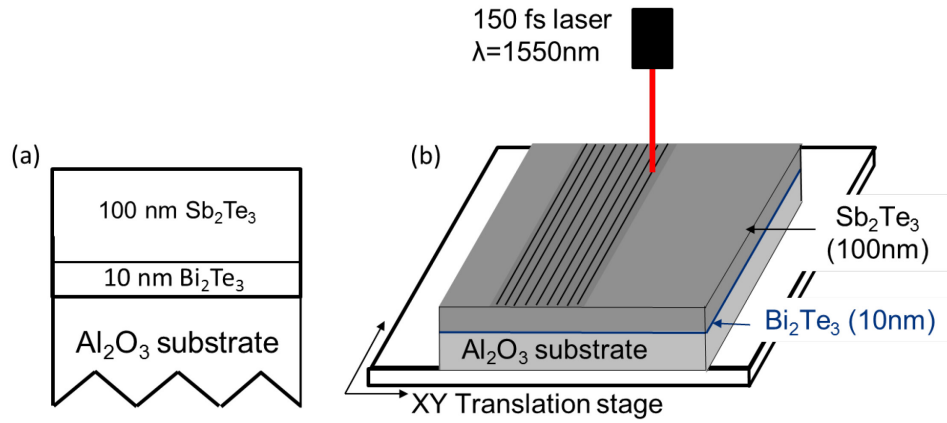 (a)
100 nm Sb₂Te₃
10 nm Bi₂Te₃
Al₂O₃ substrate
(b)
150 fs laser
λ=1550nm
Sb₂Te₃
(100nm)
Bi₂Te₃ (10nm)
Al₂O₃ substrate
XY Translation stage